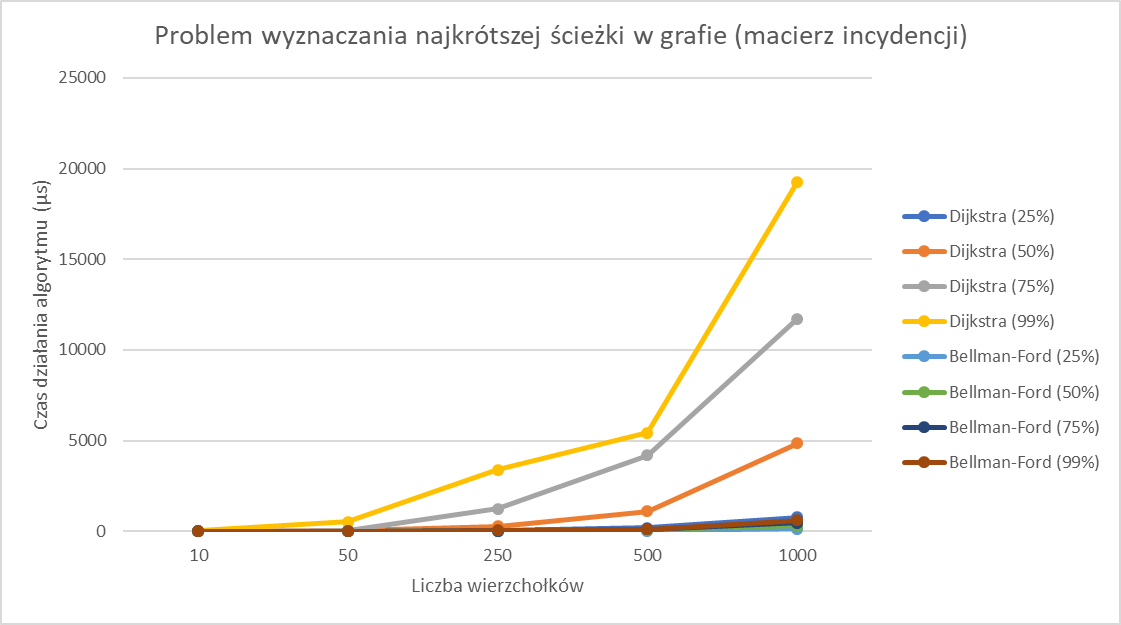 Problem wyznaczania najkrótszej ścieżki w grafie (macierz incydencji)
25000
20000
15000
10000
5000
0
Czas działania algorytmu (µs)
10 50 250 500 1000
Liczba wierzchołków
Dijkstra (25%)
Dijkstra (50%)
Dijkstra (75%)
Dijkstra (99%)
Bellman-Ford (25%)
Bellman-Ford (50%)
Bellman-Ford (75%)
Bellman-Ford (99%)